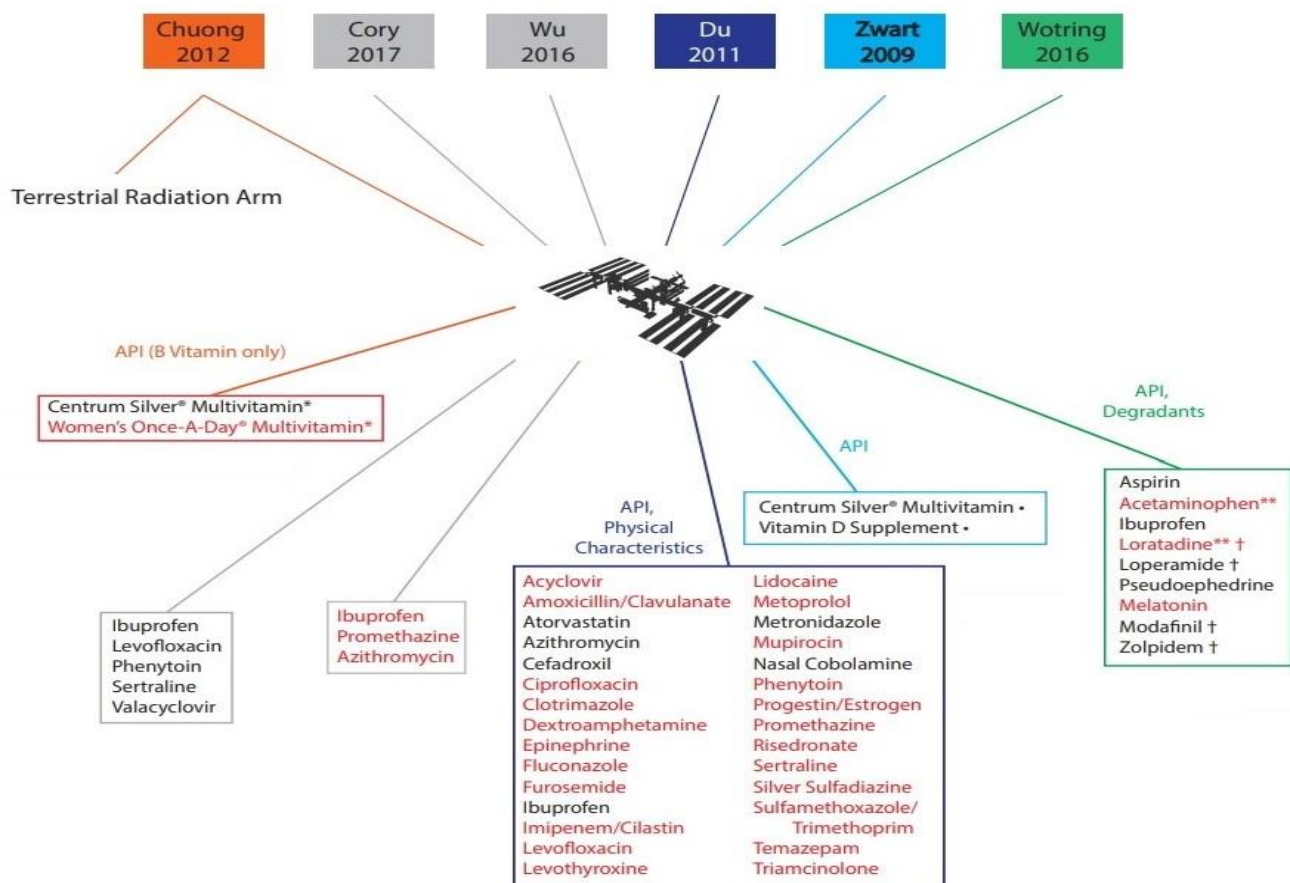 Chuong
2012
Cory
2017
Wu
2016
Du
2011
Zwart
2009
Wotring
2016
Terrestrial Radiation Arm
API (B Vitamin only)
Centrum Silver® Multivitamin*
Women's Once-A-Day® Multivitamin*
Ibuprofen
Levofloxacin
Phenytoin
Sertraline
Valacyclovir
Ibuprofen
Promethazine
Azithromycin
API,
Physical
Characteristics
Acyclovir
Amoxicillin/Clavulanate
Atorvastatin
Azithromycin
Cefadroxil
Ciprofloxacin
Clotrimazole
Dextroamphetamine
Epinephrine
Fluconazole
Furosemide
Ibuprofen
Imipenem/Cilastin
Levofloxacin
Levothyroxine
Lidocaine
Metoprolol
Metronidazole
Mupirocin
Nasal Cobolamine
Phenytoin
Progestin/Estrogen
Promethazine
Risedronate
Sertraline
Silver Sulfadiazine
Sulfamethoxazole/
Trimethoprim
Temazepam
Triamcinolone
API
Centrum Silver® Multivitamin •
Vitamin D Supplement •
API,
Degradants
Aspirin
Acetaminophen**
Ibuprofen
Loratadine** †
Loperamide †
Pseudoephedrine
Melatonin
Modafinil †
Zolpidem †